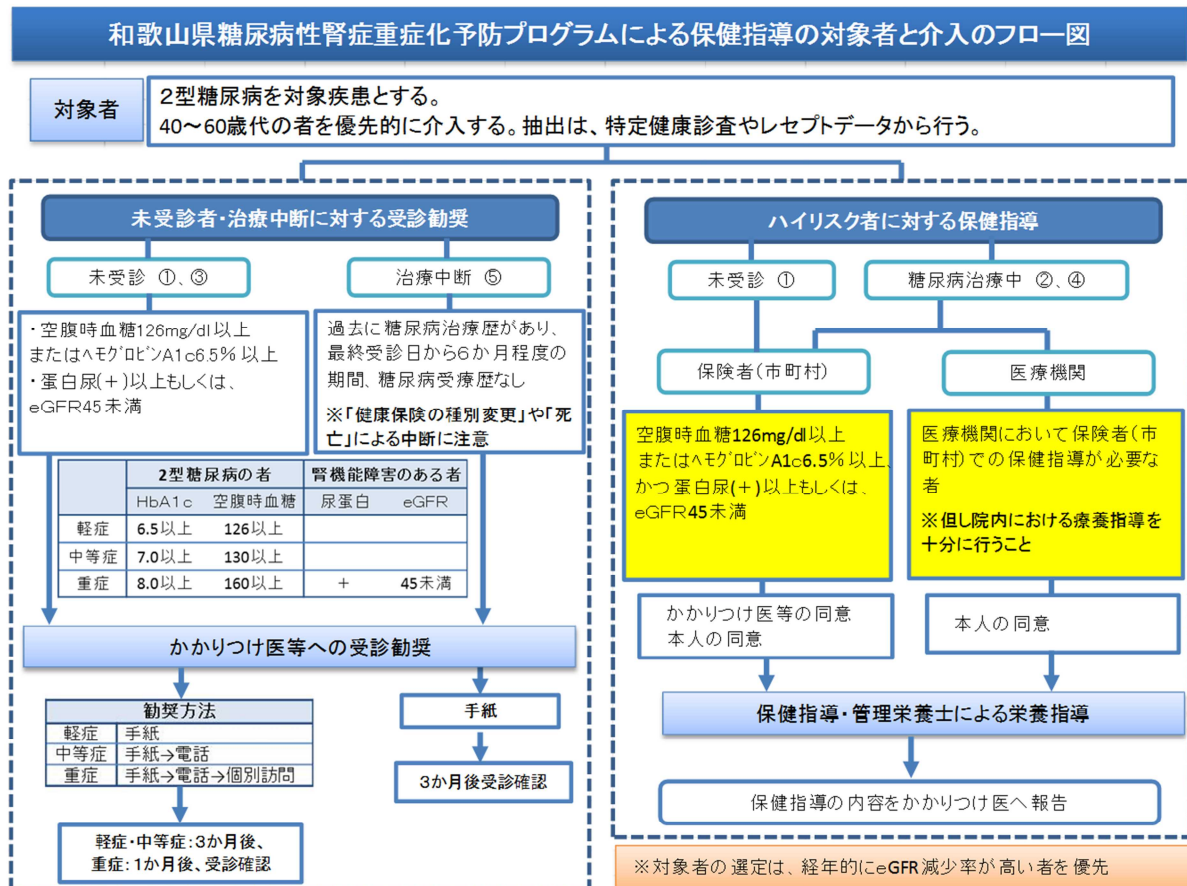 和歌山県糖尿病性腎症重症化予防プログラムによる保健指導の対象者と介入のフロー図
対象者
2型糖尿病を対象疾患とする。
40～60歳代の者を優先的に介入する。抽出は、特定健康診査やレセプトデータから行う。
未受診者・治療中断に対する受診勧奨
未受診 ①、③
治療中断 ⑤
・空腹時血糖126mg/dl以上
またはヘモグロビンA1c6.5%以上
・蛋白尿(+)以上もしくは、
eGFR45未満
過去に糖尿病治療歴があり、
最終受診日から6か月程度の
期間、糖尿病受療歴なし
※「健康保険の種別変更」や「死
亡」による中断に注意
2型糖尿病の者 腎機能障害のある者
HbA1c 空腹時血糖 尿蛋白 eGFR
軽症 6.5以上 126以上
中等症 7.0以上 130以上
重症 8.0以上 160以上 + 45未満
かかりつけ医等への受診勧奨
勧奨方法
軽症 手紙
中等症 手紙→電話
重症 手紙→電話→個別訪問
軽症・中等症：3か月後、
重症：1か月後、受診確認
手紙
3か月後受診確認
ハイリスク者に対する保健指導
未受診 ①
糖尿病治療中 ②、④
保険者(市町村)
医療機関
空腹時血糖126mg/dl以上
またはヘモグロビンA1c6.5%以上、
かつ蛋白尿(+)以上もしくは、
eGFR45未満
医療機関において保険者(市
町村)での保健指導が必要な
者
※但し院内における療養指導を
十分に行うこと
かかりつけ医等の同意
本人の同意
本人の同意
保健指導・管理栄養士による栄養指導
保健指導の内容をかかりつけ医へ報告
※対象者の選定は、経年的にeGFR減少率が高い者を優先